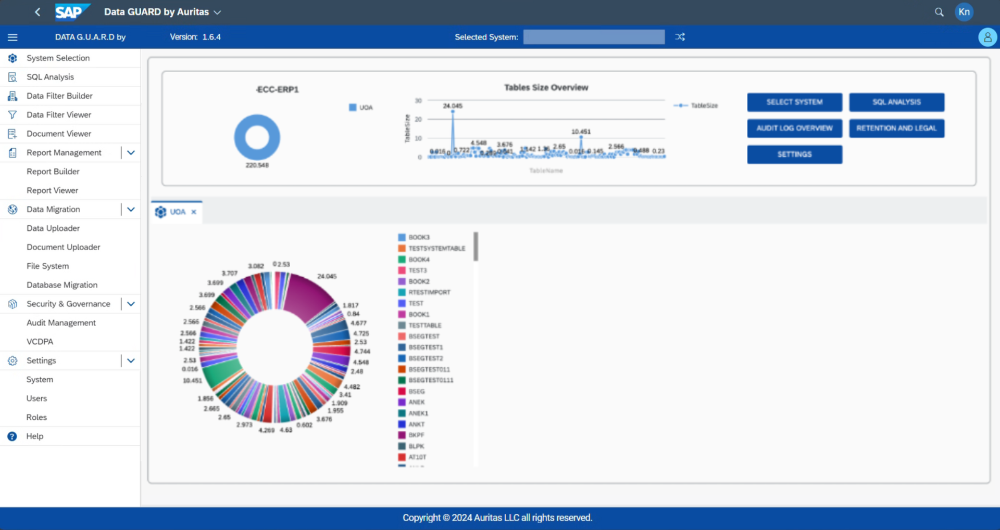 SAP
Data GUARD by Auritas
Kn
DATA G.U.A.R.D by
Version: 1.6.4
Selected System:
System Selection
SQL Analysis
Data Filter Builder
Data Filter Viewer
Document Viewer
Report Management
Report Builder
Report Viewer
Data Migration
Data Uploader
Document Uploader
File System
Database Migration
Security & Governance
Audit Management
VCDPA
Settings
System
Users
Roles
Help
-ECC-ERP1
UOA
220.548
Tables Size Overview
TableSize
30
20
10
0
24.045
0.816
0.722
4.548
3.676
1.142
2.65
10.451
0.016
0.145
2.566
0.488
0.23
TableName
TableSize
SELECT SYSTEM
SQL ANALYSIS
AUDIT LOG OVERVIEW
RETENTION AND LEGAL
SETTINGS
UOA
0
2.53
24.045
1.817
0.84
4.677
4.725
2.53
4.744
4.548
2.48
4.482
3.41
1.909
1.955
3.676
0.602
4.63
4.269
2.973
2.65
2.665
1.856
10.451
0.016
2.53
1.422
1.422
2.566
2.565
2.566
3.699
3.699
3.707
3.082
BOOK3
TESTSYSTEMTABLE
BOOK4
TEST3
BOOK2
RTESTIMPORT
TEST
BOOK1
TESTTABLE
BSEGTEST
BSEGTEST1
BSEGTEST2
BSEGTEST011
BSEGTEST0111
BSEG
ANEK
ANEK1
ANKT
BKPF
BLPK
AT10T
Copyright © 2024 Auritas LLC all rights reserved.